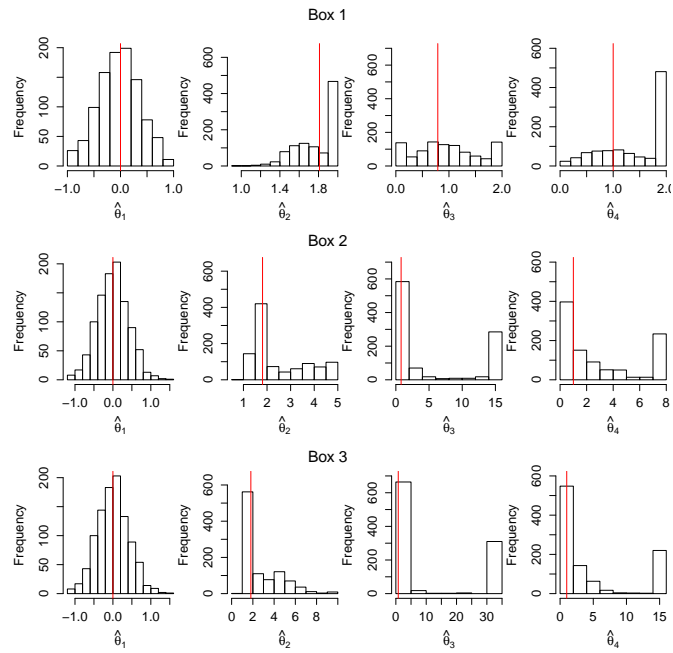 Box 1
Frequency
0 50 100 200
−1.0 0.0 1.0
θ̂1
Frequency
0 200 400 600
1.0 1.4 1.8
θ̂2
Frequency
0 200 400 600
0.0 1.0 2.0
θ̂3
Frequency
0 200 400 600
0.0 1.0 2.0
θ̂4
Box 2
Frequency
0 50 100 200
−1.0 0.0 1.0
θ̂1
Frequency
0 200 400 600
1 2 3 4 5
θ̂2
Frequency
0 200 400 600
0 5 10 15
θ̂3
Frequency
0 200 400 600
0 2 4 6 8
θ̂4
Box 3
Frequency
0 50 100 200
−1.0 0.0 1.0
θ̂1
Frequency
0 200 400 600
0 2 4 6 8
θ̂2
Frequency
0 200 400 600
0 5 10 20 30
θ̂3
Frequency
0 200 400 600
0 5 10 15
θ̂4